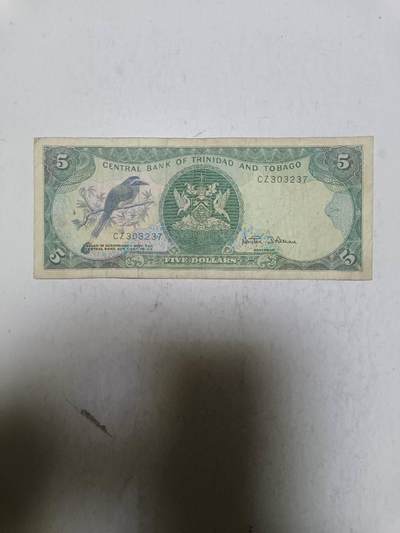 5 CENTRAL BANK OF TRINIDAD AND TOBAGO 5
CZ303237
CZ303237
5 FIVE DOLLARS 5